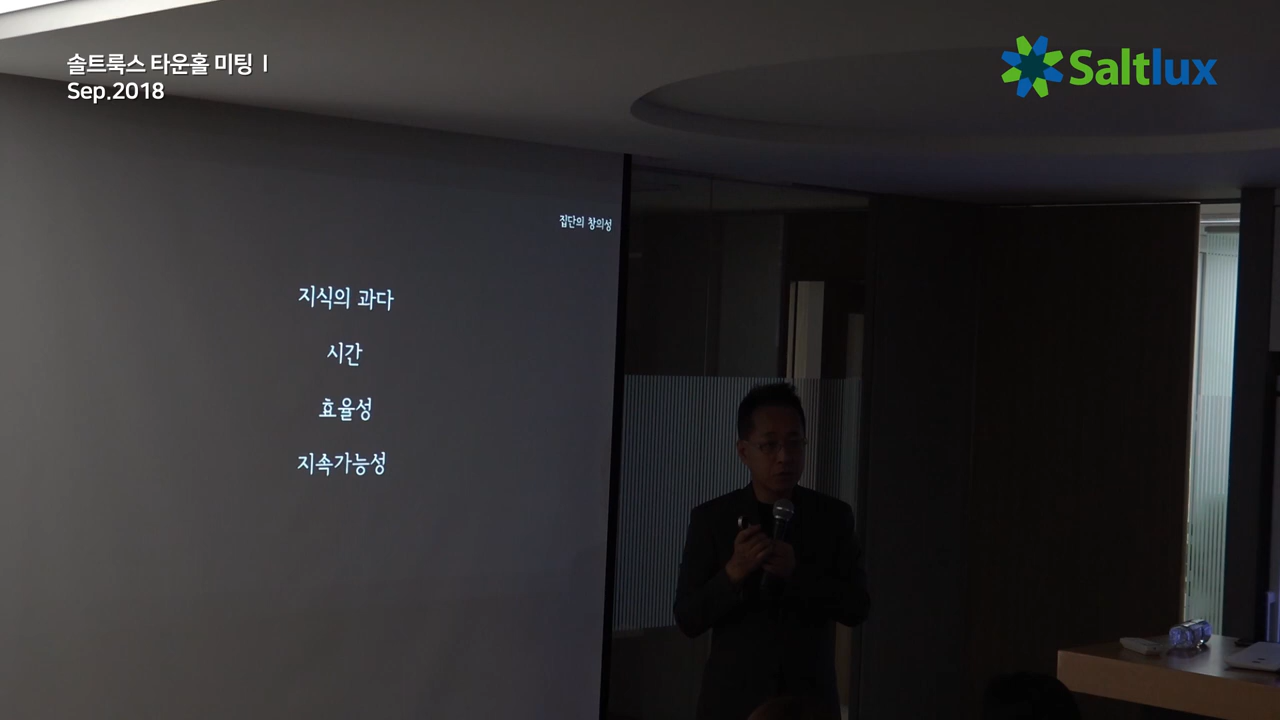 솔트룩스 타운홀 미팅 I
Sep.2018
Saltlux
집단의 창의성
지식의 과다
시간
효율성
지속가능성